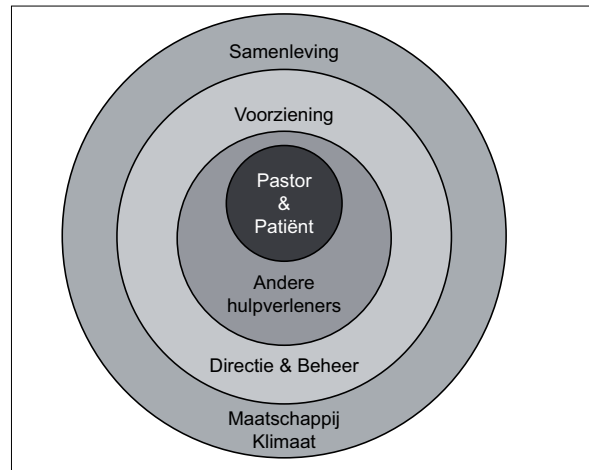 Samenleving
Voorziening
Pastor
&
Patiënt
Andere
hulpverleners
Directie & Beheer
Maatschappij
Klimaat